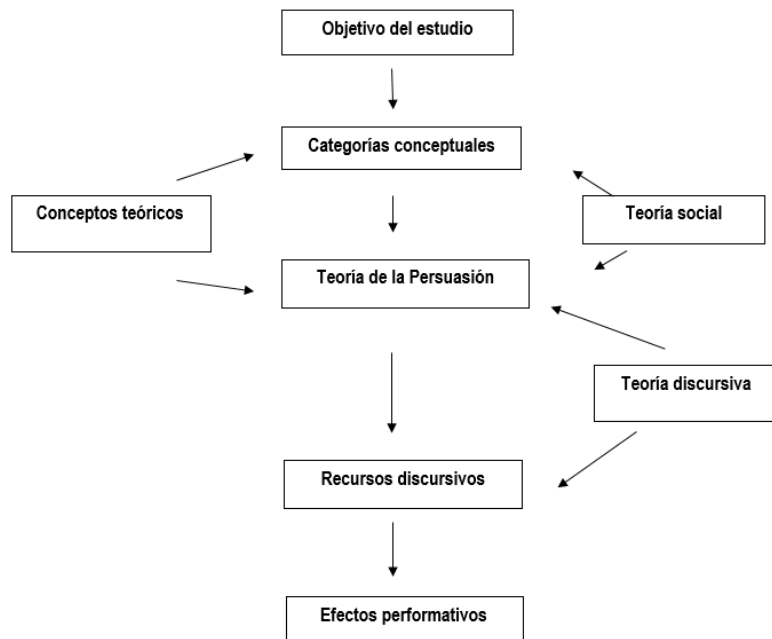 Objetivo del estudio
Categorías conceptuales
Conceptos teóricos
Teoría social
Teoría de la Persuasión
Teoría discursiva
Recursos discursivos
Efectos performativos